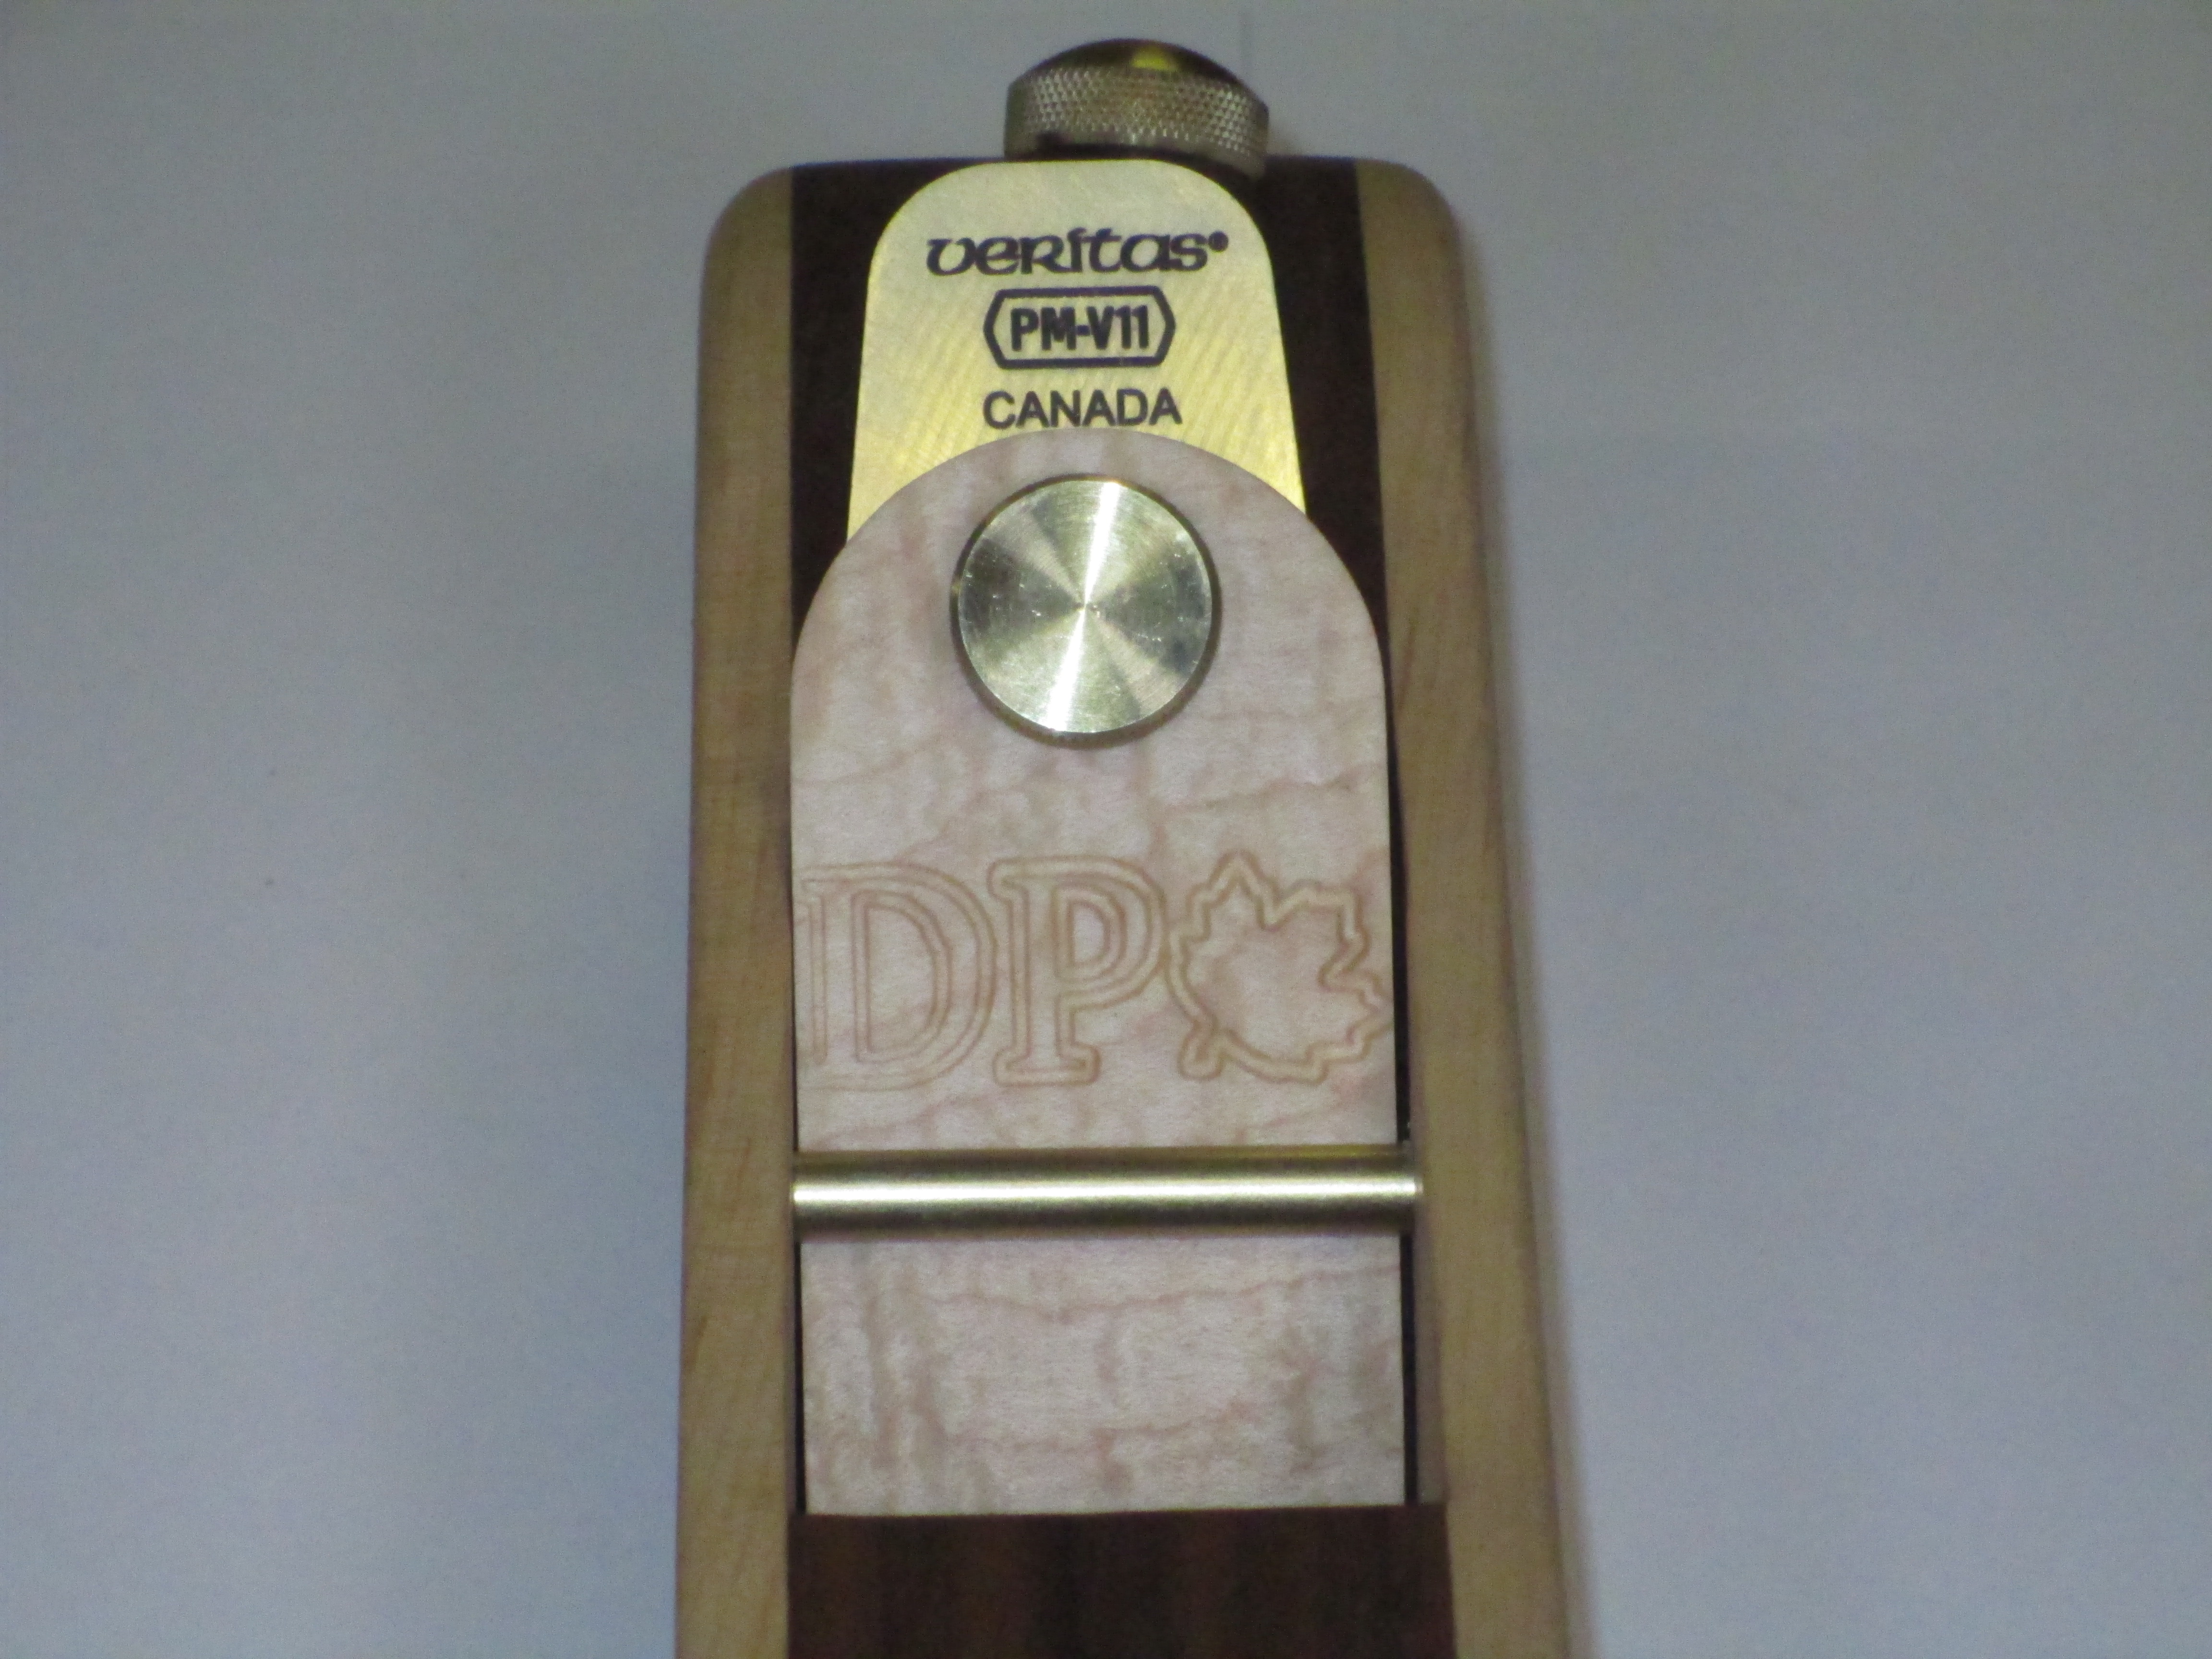 veritas®
PM-V11
CANADA
DP